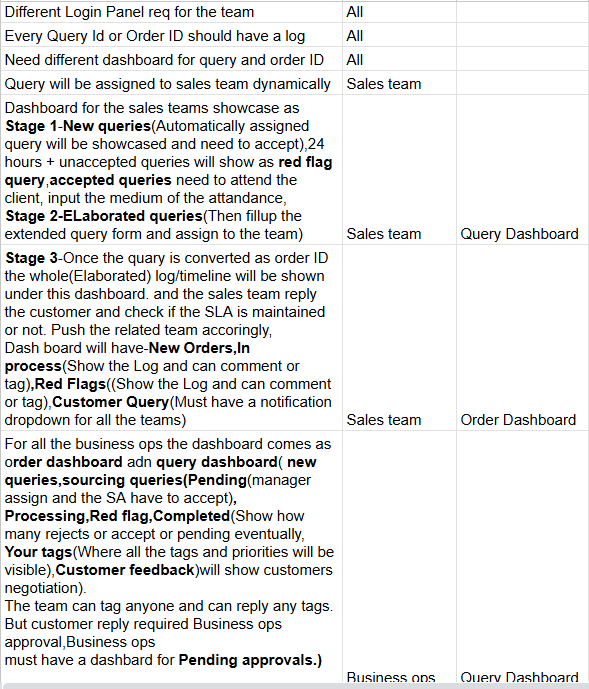 Different Login Panel req for the team All
Every Query Id or Order ID should have a log All
Need different dashboard for query and order ID All
Query will be assigned to sales team dynamically Sales team
Dashboard for the sales teams showcase as
Stage 1-New queries(Automatically assigned
query will be showcased and need to accept),24
hours + unaccepted queries will show as red flag
query,accepted queries need to attend the
client, input the medium of the attandance,
Stage 2-ELaborated queries(Then fillup the
extended query form and assign to the team) Sales team Query Dashboard
Stage 3-Once the quary is converted as order ID
the whole(Elaborated) log/timeline will be shown
under this dashboard. and the sales team reply
the customer and check if the SLA is maintained
or not. Push the related team accoringly,
Dash board will have-New Orders,In
process(Show the Log and can comment or
tag),Red Flags((Show the Log and can comment
or tag),Customer Query(Must have a notification
dropdown for all the teams) Sales team Order Dashboard
For all the business ops the dashboard comes as
order dashboard adn query dashboard( new
queries,sourcing queries(Pending(manager
assign and the SA have to accept),
Processing,Red flag,Completed(Show how
many rejects or accept or pending eventually,
Your tags(Where all the tags and priorities will be
visible),Customer feedback)will show customers
negotiation).
The team can tag anyone and can reply any tags.
But customer reply required Business ops
approval,Business ops
must have a dashbard for Pending approvals.)
Business ops Query Dashboard